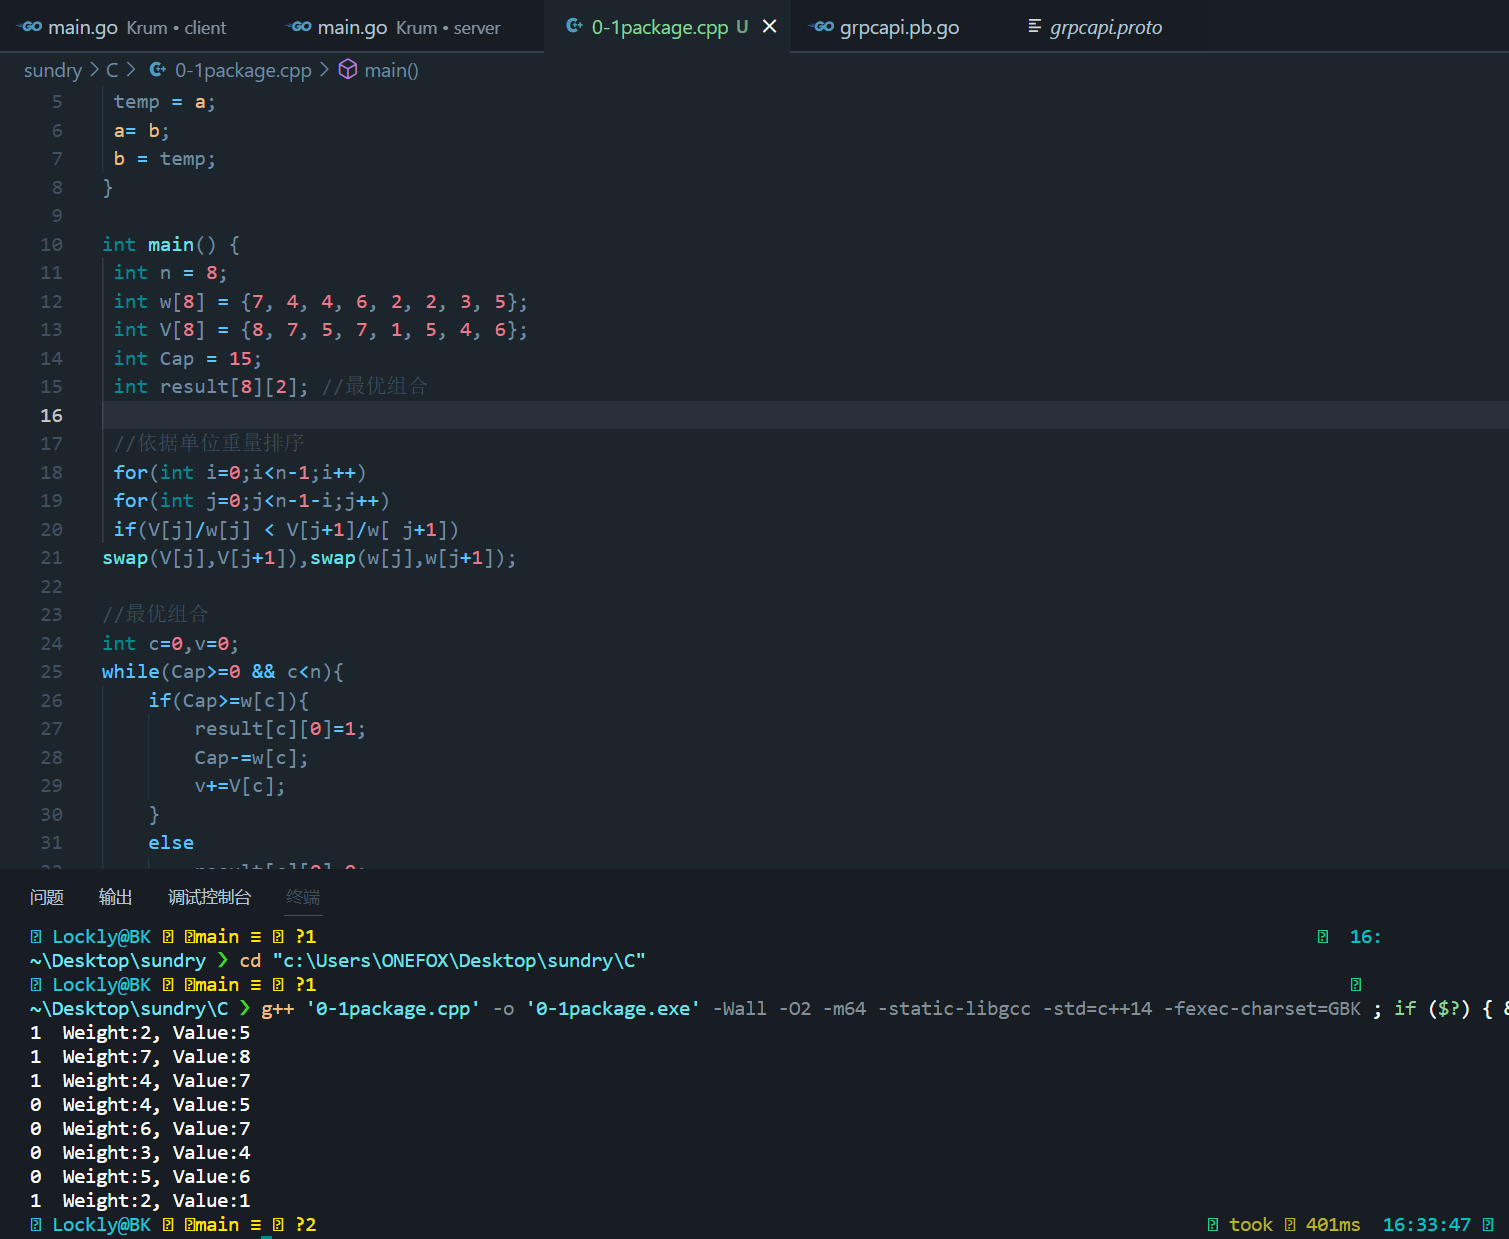 main.go Krum • client main.go Krum • server 0-1package.cpp U grpcapi.pb.go grpcapi.proto
sundry > C > 0-1package.cpp > main()
5 temp = a;
6 a= b;
7 b = temp;
8 }
9
10 int main() {
11 int n = 8;
12 int w[8] = {7, 4, 4, 6, 2, 2, 3, 5};
13 int V[8] = {8, 7, 5, 7, 1, 5, 4, 6};
14 int Cap = 15;
15 int result[8][2]; //最优组合
16
17 //依据单位重量排序
18 for(int i=0;i<n-1;i++)
19 for(int j=0;j<n-1-i;j++)
20 if(V[j]/w[j] < V[j+1]/w[ j+1])
21 swap(V[j],V[j+1]),swap(w[j],w[j+1]);
22
23 //最优组合
24 int c=0,v=0;
25 while(Cap>=0 && c<n){
26 if(Cap>=w[c]){
27 result[c][0]=1;
28 Cap-=w[c];
29 v+=V[c];
30 }
31 else
问题 输出 调试控制台 终端
Lockly@BK main ≡ ?1 16:
~\Desktop\sundry ❯ cd "c:\Users\ONEFOX\Desktop\sundry\C"
Lockly@BK main ≡ ?1
~\Desktop\sundry\C ❯ g++ '0-1package.cpp' -o '0-1package.exe' -Wall -O2 -m64 -static-libgcc -std=c++14 -fexec-charset=GBK ; if ($?) { &
1 Weight:2, Value:5
1 Weight:7, Value:8
1 Weight:4, Value:7
0 Weight:4, Value:5
0 Weight:6, Value:7
0 Weight:3, Value:4
0 Weight:5, Value:6
1 Weight:2, Value:1
Lockly@BK main ≡ ?2 took 401ms 16:33:47